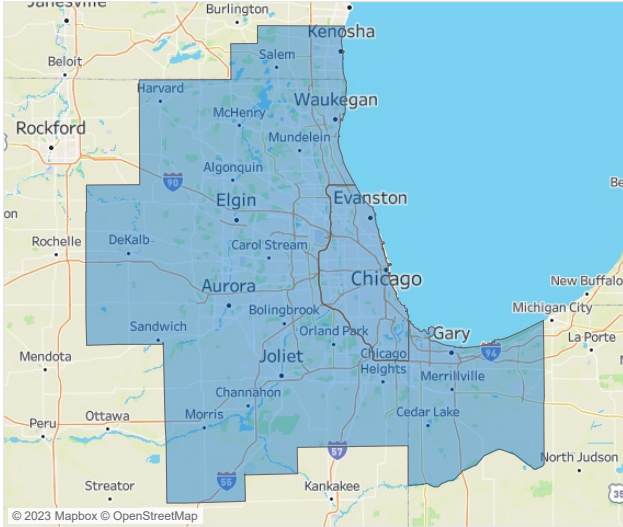 Janesville
Burlington
Kenosha
Beloit
Salem
Harvard
Waukegan
McHenry
Rockford
Mundelein
Algonquin
90
Be
Elgin
Evanston
on
DeKalb
Carol Stream
Rochelle
Chicago
New Buffalo
Aurora
Michigan City
Bolingbrook
Sandwich
Orland Park
Gary
La Porte
94
Mendota
Joliet
Chicago
Heights
Merrillville
Channahon
Morris
Cedar Lake
Ottawa
Peru
57
North Judson
55
Streator
Kankakee
35
© 2023 Mapbox © OpenStreetMap